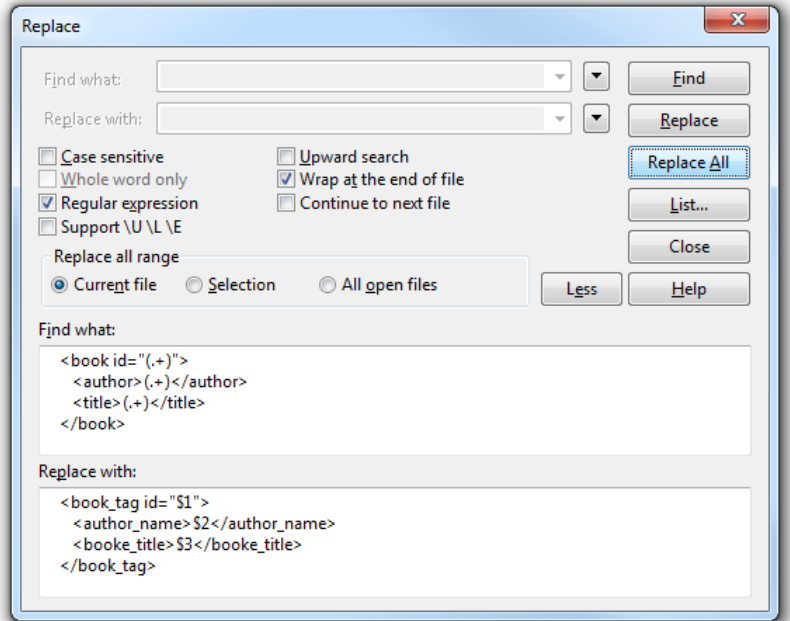 Replace
Find what:
Find
Replace with:
Replace
Case sensitive
Upward search
Replace All
Whole word only
Wrap at the end of file
Regular expression
Continue to next file
List...
Support \U \L \E
Replace all range
Close
Current file
Selection
All open files
Less
Help
Find what:
<book id="(.+)">
<author>(.+)</author>
<title>(.+)</title>
</book>
Replace with:
<book_tag id="$1">
<author_name>$2</author_name>
<booke_title>$3</booke_title>
</book_tag>